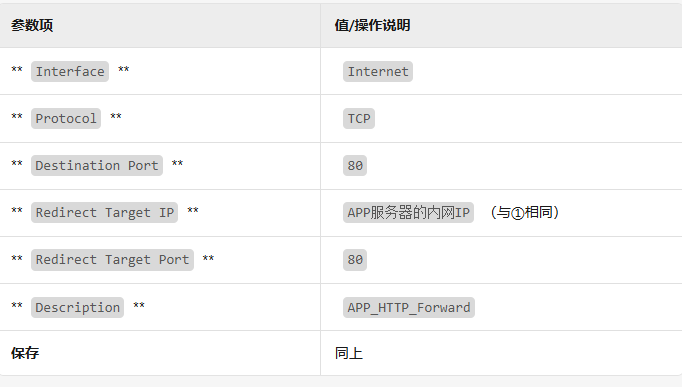 参数项 值/操作说明
** Interface ** Internet
** Protocol ** TCP
** Destination Port ** 80
** Redirect Target IP ** APP服务器的内网IP （与①相同）
** Redirect Target Port ** 80
** Description ** APP_HTTP_Forward
保存 同上